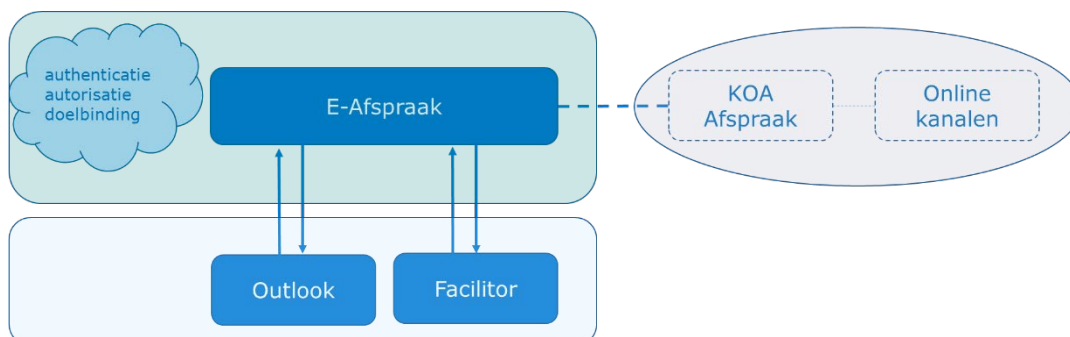 authenticatie
autorisatie
doelbinding
E-Afspraak
KOA
Afspraak
Online
kanalen
Outlook
Facilitor